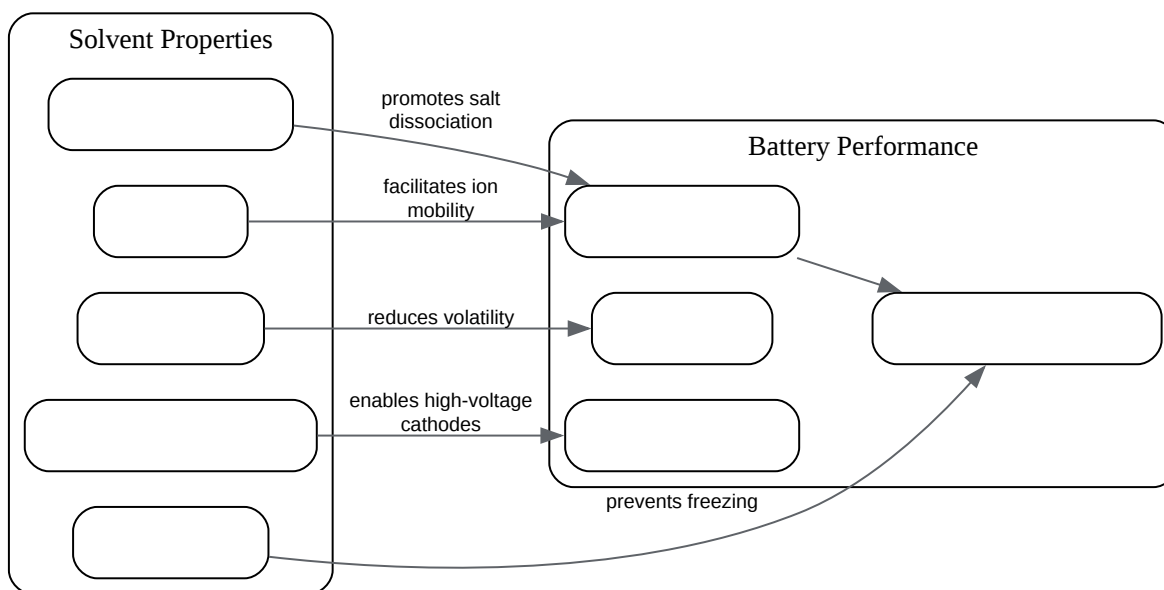 Solvent Properties
promotes salt
dissociation
Battery Performance
facilitates ion
mobility
reduces volatility
enables high-voltage
cathodes
prevents freezing